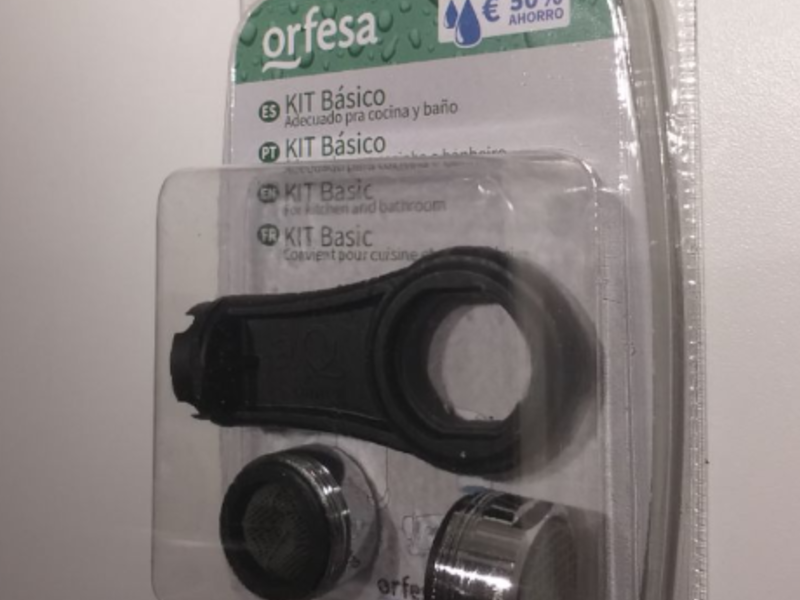 orfesa
€ 50%
AHORRO
ES KIT Básico
Adecuado pra cocina y baño
PT KIT Básico
EN KIT Basic
For kitchen and bathroom
FR KIT Basic
Convient pour cuisine
orfe